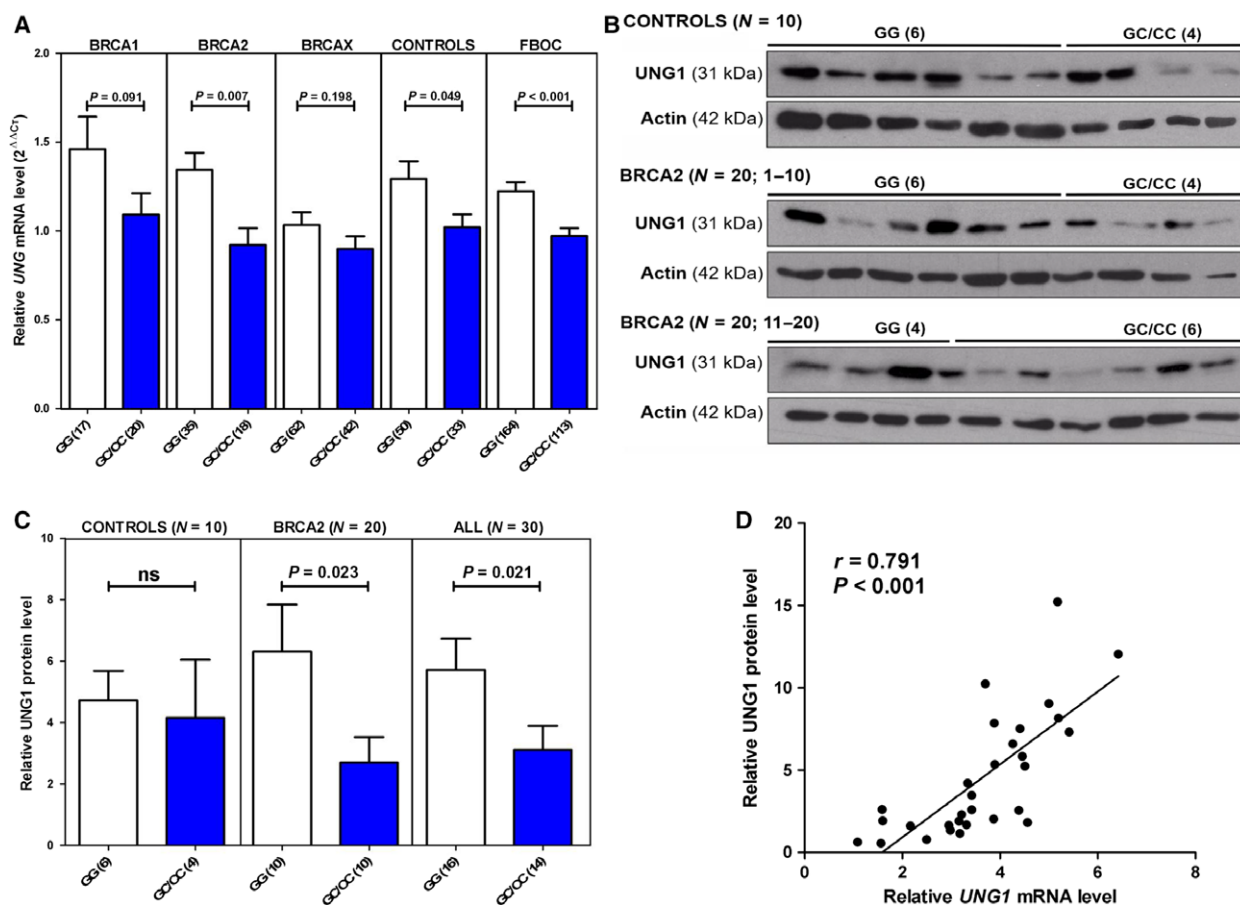 A
BRCA1 BRCA2 BRCAX CONTROLS FBOC
P = 0.091 P = 0.007 P = 0.198 P = 0.049 P < 0.001
Relative UNG mRNA level (2^ΔΔCT)
2.0
1.5
1.0
0.5
0.0
GG (17) GC/CC (20) GG (35) GC/CC (18) GG (62) GC/CC (42) GG (50) GC/CC (33) GG (164) GC/CC (113)
B CONTROLS (N = 10)
GG (6) GC/CC (4)
UNG1 (31 kDa)
Actin (42 kDa)
BRCA2 (N = 20; 1–10)
GG (6) GC/CC (4)
UNG1 (31 kDa)
Actin (42 kDa)
BRCA2 (N = 20; 11–20)
GG (4) GC/CC (6)
UNG1 (31 kDa)
Actin (42 kDa)
C
CONTROLS (N = 10) BRCA2 (N = 20) ALL (N = 30)
ns P = 0.023 P = 0.021
Relative UNG1 protein level
10
8
6
4
2
0
GG (6) GC/CC (4) GG (10) GC/CC (10) GG (16) GC/CC (14)
D
r = 0.791
P < 0.001
Relative UNG1 protein level
20
15
10
5
0
0 2 4 6 8
Relative UNG1 mRNA level